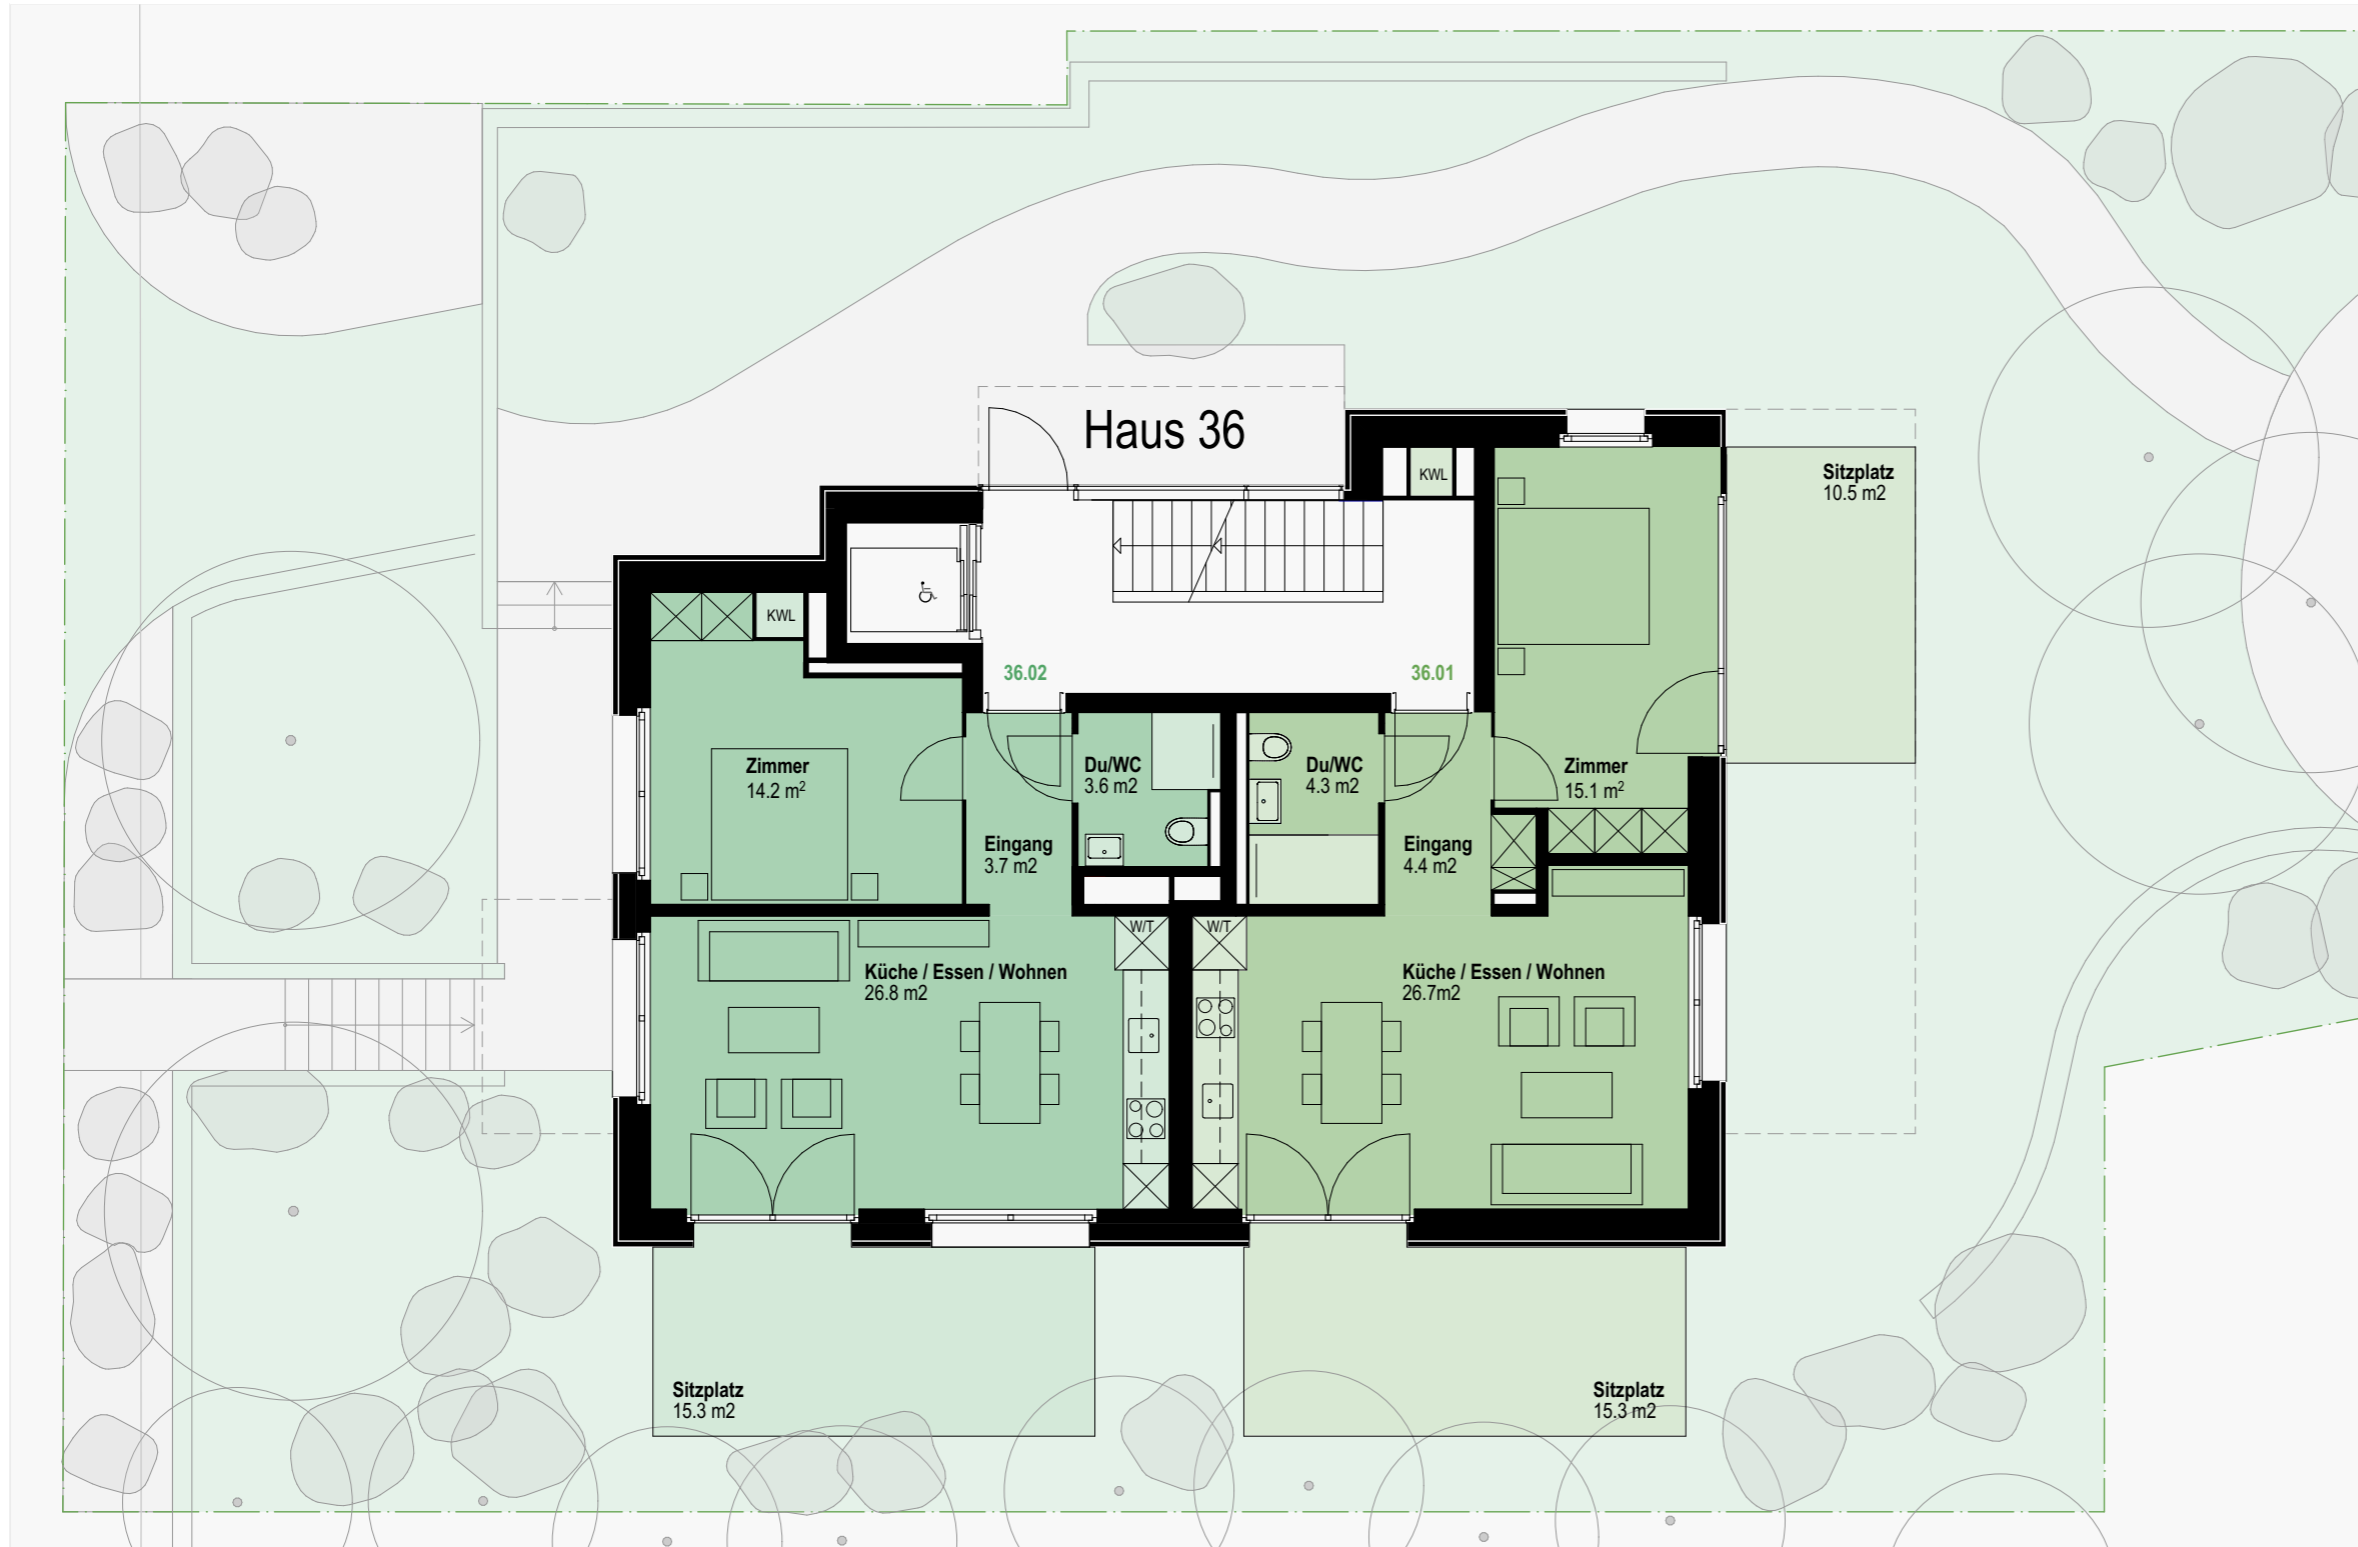 Haus 36
KWL
Sitzplatz
10.5 m2
KWL
36.02
36.01
Zimmer
14.2 m²
Du/WC
3.6 m2
Du/WC
4.3 m2
Zimmer
15.1 m²
Eingang
3.7 m2
Eingang
4.4 m2
W/T
W/T
Küche / Essen / Wohnen
26.8 m2
Küche / Essen / Wohnen
26.7m2
Sitzplatz
15.3 m2
Sitzplatz
15.3 m2